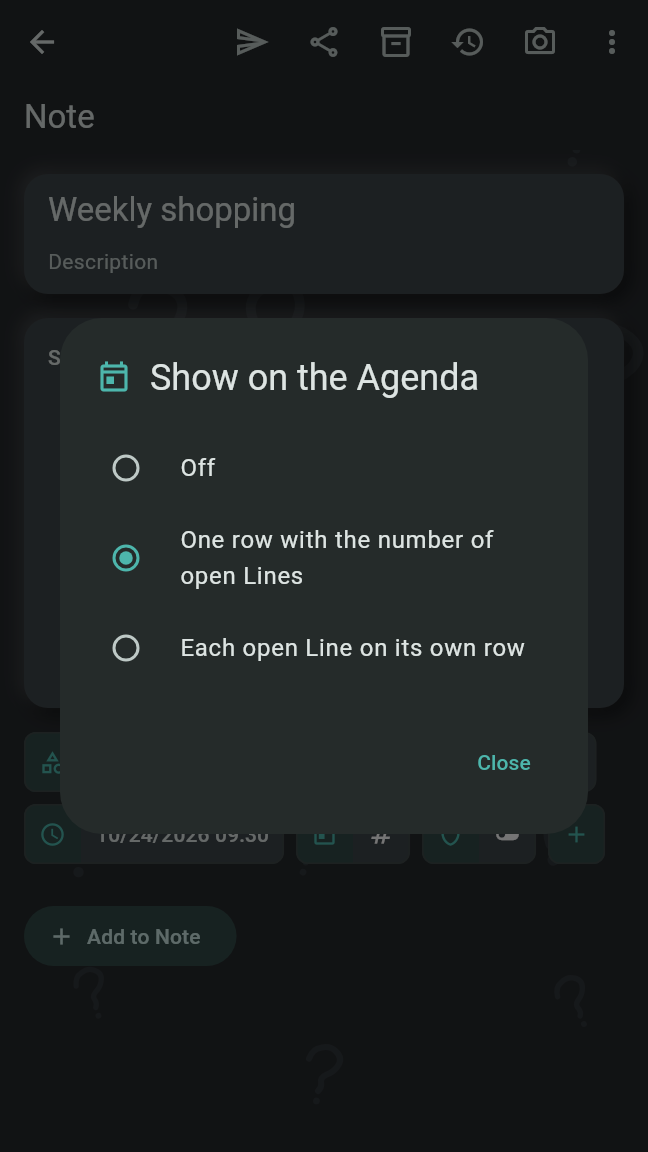 Note
Weekly shopping
Description
Show on the Agenda
Off
One row with the number of
open Lines
Each open Line on its own row
Close
10/24/2026 09:30
#
Add to Note